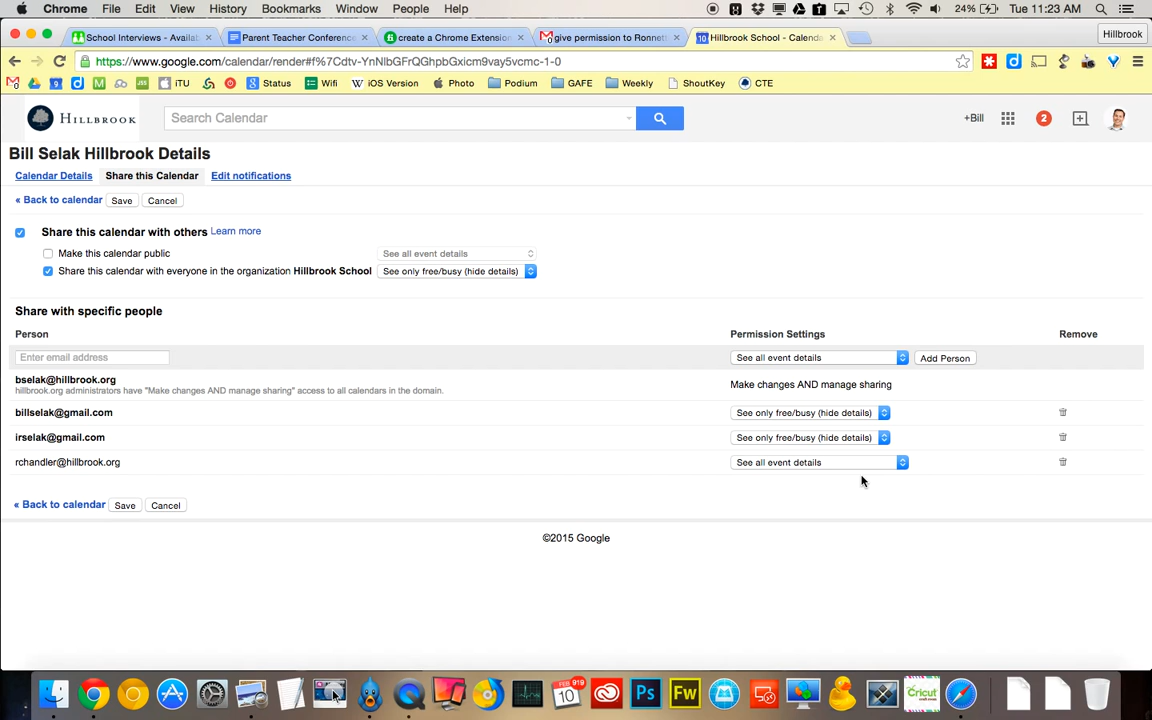 Chrome File Edit View History Bookmarks Window People Help 24% Tue 11:23 AM
School Interviews - Availab Parent Teacher Conference create a Chrome Extension give permission to Ronnett Hillbrook School - Calenda Hillbrook
https://www.google.com/calendar/render#f%7Cdtv-YnNlbGFrQGhpbGxicm9vay5vcmc-1-0
iTU Status Wifi iOS Version Photo Podium GAFE Weekly ShoutKey CTE
HILLBROOK Search Calendar +Bill 2
Bill Selak Hillbrook Details
Calendar Details Share this Calendar Edit notifications
« Back to calendar Save Cancel
Share this calendar with others Learn more
Make this calendar public See all event details
Share this calendar with everyone in the organization Hillbrook School See only free/busy (hide details)
Share with specific people
Person Permission Settings Remove
Enter email address See all event details Add Person
bselak@hillbrook.org
hillbrook.org administrators have "Make changes AND manage sharing" access to all calendars in the domain. Make changes AND manage sharing
billselak@gmail.com See only free/busy (hide details)
irselak@gmail.com See only free/busy (hide details)
rchandler@hillbrook.org See all event details
« Back to calendar Save Cancel
©2015 Google
FEB 919 10 Ps Fw Cricut